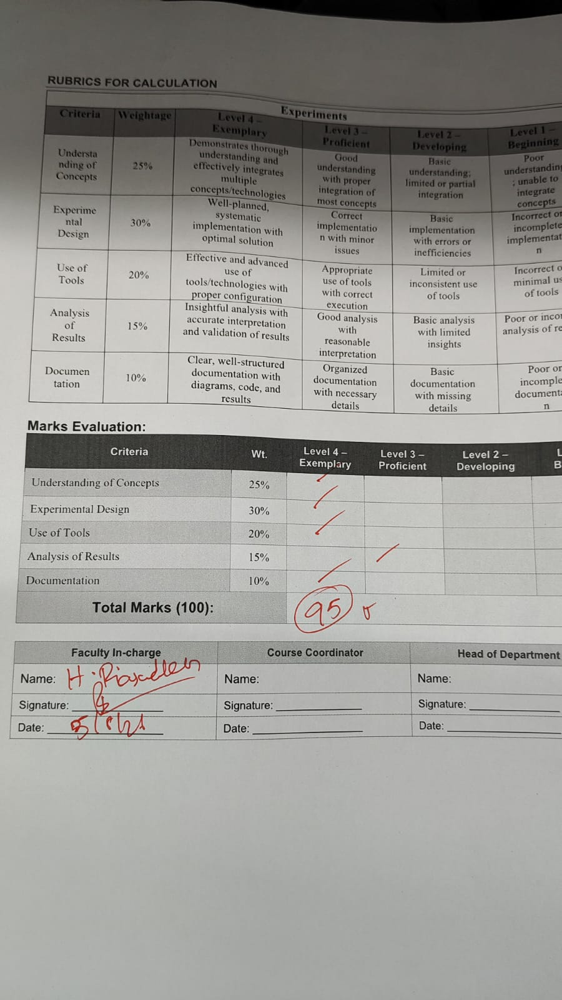 RUBRICS FOR CALCULATION
Experiments
Criteria Weightage Level 4 – Exemplary Level 3 – Proficient Level 2 – Developing Level 1 – Beginning
Understa
nding of
Concepts
25%
Demonstrates thorough
understanding and
effectively integrates
multiple
concepts/technologies
Good
understanding
with proper
integration of
most concepts
Basic
understanding;
limited or partial
integration
Poor
understanding
; unable to
integrate
concepts
Experime
ntal
Design
30%
Well-planned,
systematic
implementation with
optimal solution
Correct
implementatio
n with minor
issues
Basic
implementation
with errors or
inefficiencies
Incorrect or
incomplete
implementat
n
Use of
Tools
20%
Effective and advanced
use of
tools/technologies with
proper configuration
Appropriate
use of tools
with correct
execution
Limited or
inconsistent use
of tools
Incorrect o
minimal us
of tools
Analysis
of
Results
15%
Insightful analysis with
accurate interpretation
and validation of results
Good analysis
with
reasonable
interpretation
Basic analysis
with limited
insights
Poor or incor
analysis of re
Documen
tation
10%
Clear, well-structured
documentation with
diagrams, code, and
results
Organized
documentation
with necessary
details
Basic
documentation
with missing
details
Poor or
incomple
documenta
n
Marks Evaluation:
Criteria Wt. Level 4 – Exemplary Level 3 – Proficient Level 2 – Developing L B
Understanding of Concepts 25%
Experimental Design 30%
Use of Tools 20%
Analysis of Results 15%
Documentation 10%
Total Marks (100): 95
Faculty In-charge Course Coordinator Head of Department
Name: H. Name: Name:
Signature: Signature: Signature:
Date: Date: Date: